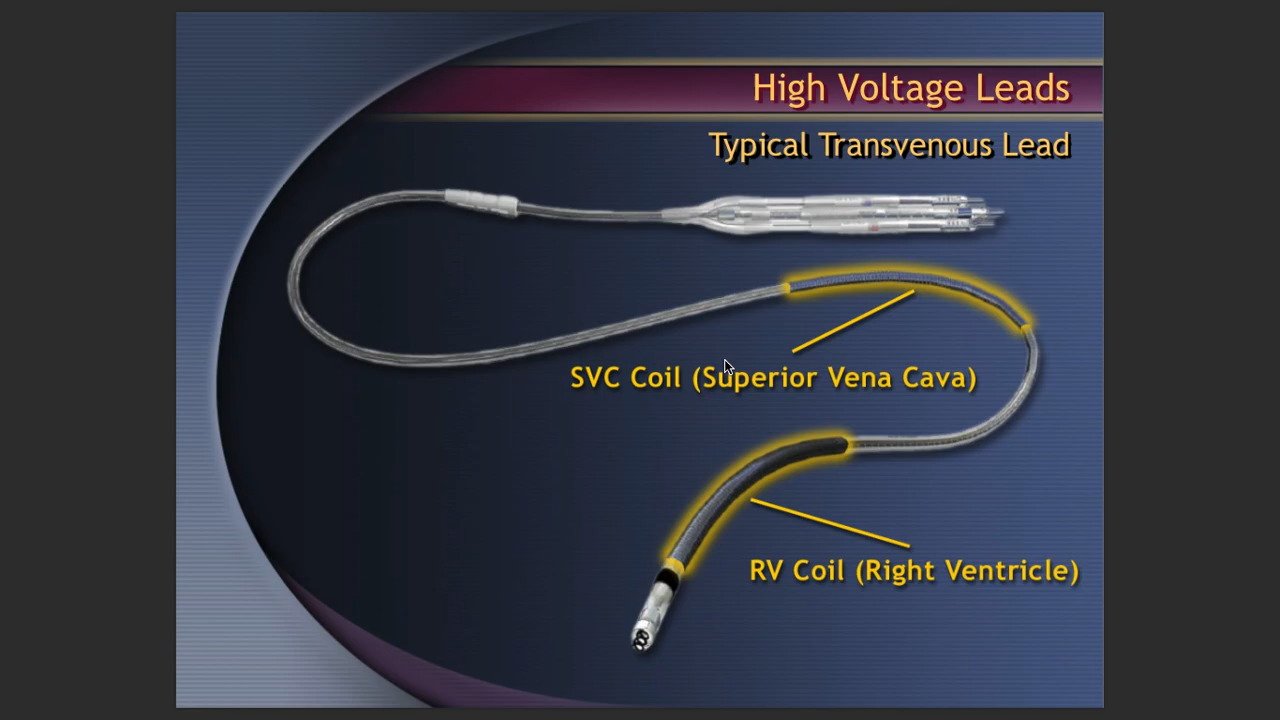 High Voltage Leads
Typical Transvenous Lead
SVC Coil (Superior Vena Cava)
RV Coil (Right Ventricle)